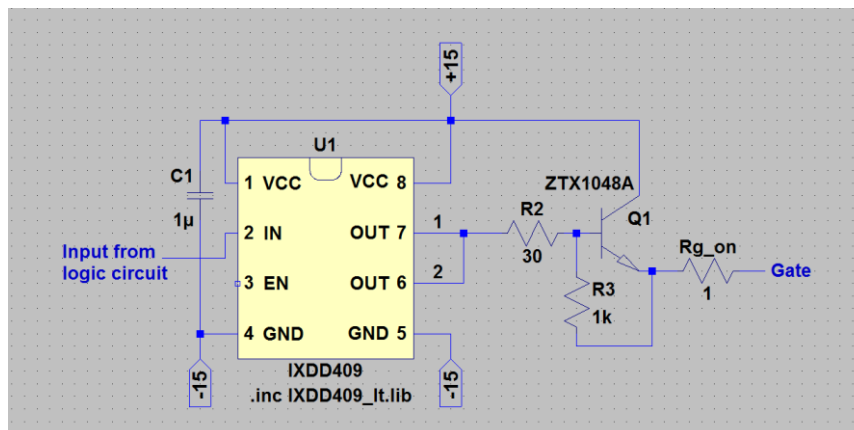 +15
U1
C1
1µ
1 VCC VCC 8
ZTX1048A
Q1
R2
30
1
2 IN OUT 7
Input from
logic circuit
2
3 EN OUT 6
Rg_on
1
Gate
R3
1k
4 GND GND 5
-15
-15
IXDD409
.inc IXDD409_lt.lib